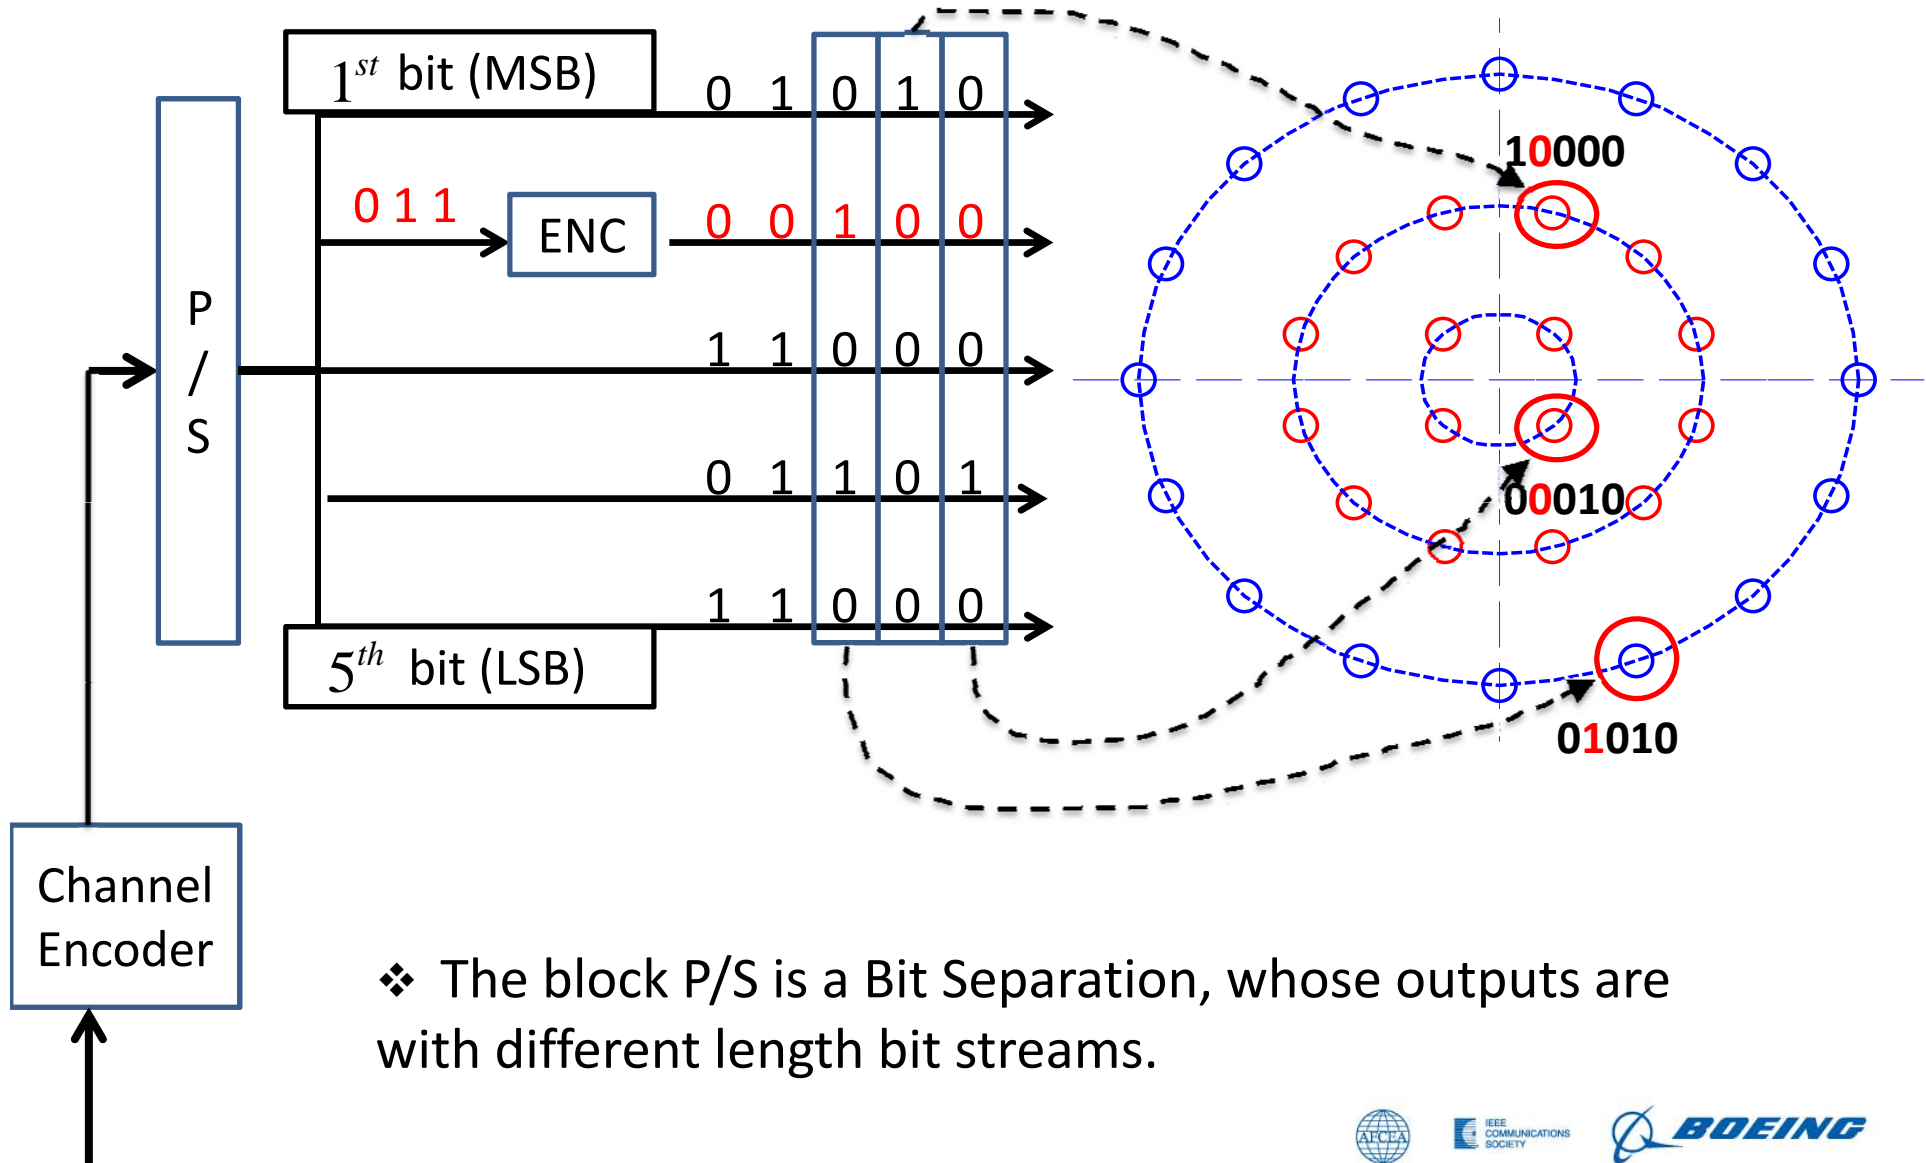 1st bit (MSB)
0 1 0 1 0
10000
0 1 1
ENC
0 0 1 0 0
P
/
S
1 1 0 0 0
0 1 1 0 1
00010
1 1 0 0 0
5th bit (LSB)
01010
Channel
Encoder
❖ The block P/S is a Bit Separation, whose outputs are
with different length bit streams.
AFCEA
IEEE
COMMUNICATIONS
SOCIETY
BOEING